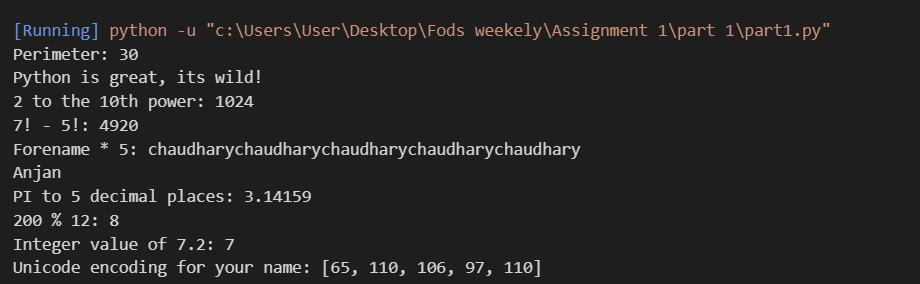 [Running] python -u "c:\Users\User\Desktop\Fods weekely\Assignment 1\part 1\part1.py"
Perimeter: 30
Python is great, its wild!
2 to the 10th power: 1024
7! - 5!: 4920
Forename * 5: chaudharychaudharychaudharychaudharychaudhary
Anjan
PI to 5 decimal places: 3.14159
200 % 12: 8
Integer value of 7.2: 7
Unicode encoding for your name: [65, 110, 106, 97, 110]